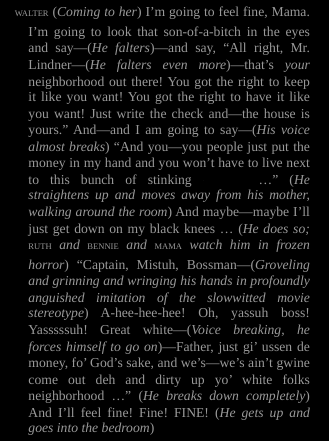 WALTER (Coming to her) I’m going to feel fine, Mama.
I’m going to look that son-of-a-bitch in the eyes
and say—(He falters)—and say, “All right, Mr.
Lindner—(He falters even more)—that’s your
neighborhood out there! You got the right to keep
it like you want! You got the right to have it like
you want! Just write the check and—the house is
yours.” And—and I am going to say—(His voice
almost breaks) “And you—you people just put the
money in my hand and you won’t have to live next
to this bunch of stinking …” (He
straightens up and moves away from his mother,
walking around the room) And maybe—maybe I’ll
just get down on my black knees … (He does so;
RUTH and BENNIE and MAMA watch him in frozen
horror) “Captain, Mistuh, Bossman—(Groveling
and grinning and wringing his hands in profoundly
anguished imitation of the slowwitted movie
stereotype) A-hee-hee-hee! Oh, yassuh boss!
Yasssssuh! Great white—(Voice breaking, he
forces himself to go on)—Father, just gi’ ussen de
money, fo’ God’s sake, and we’s—we’s ain’t gwine
come out deh and dirty up yo’ white folks
neighborhood …” (He breaks down completely)
And I’ll feel fine! Fine! FINE! (He gets up and
goes into the bedroom)